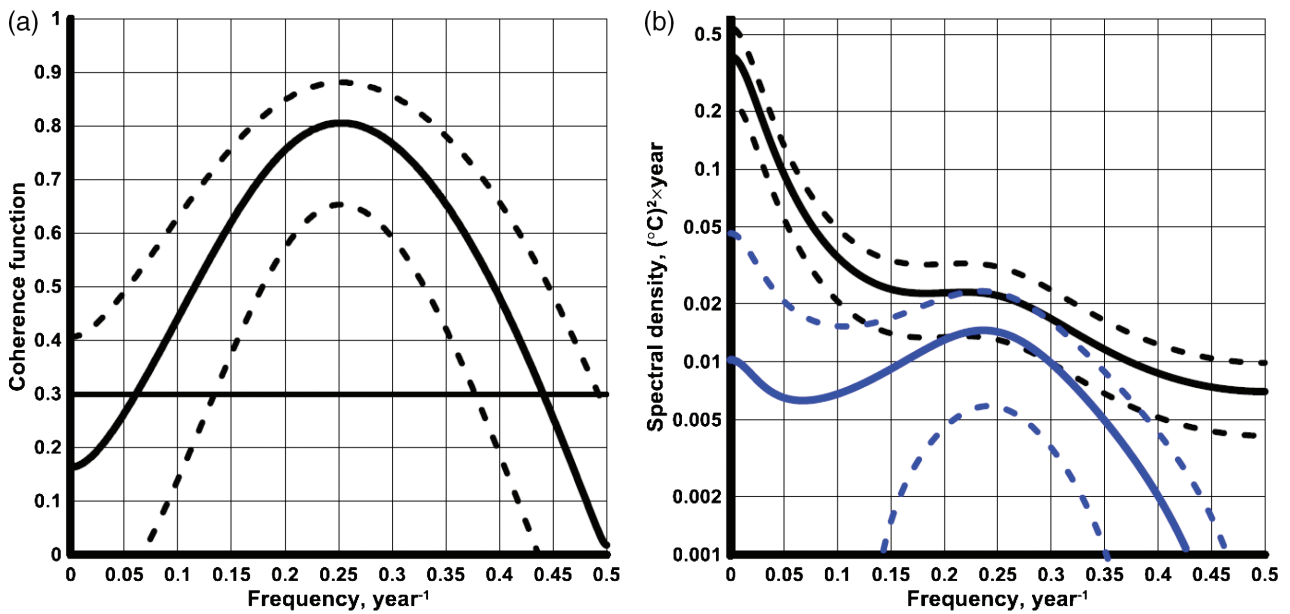 (a)
Coherence function
1
0.9
0.8
0.7
0.6
0.5
0.4
0.3
0.2
0.1
0
0 0.05 0.1 0.15 0.2 0.25 0.3 0.35 0.4 0.45 0.5
Frequency, year⁻¹
(b)
Spectral density, (°C)²×year
0.5
0.2
0.1
0.05
0.02
0.01
0.005
0.002
0.001
0 0.05 0.1 0.15 0.2 0.25 0.3 0.35 0.4 0.45 0.5
Frequency, year⁻¹